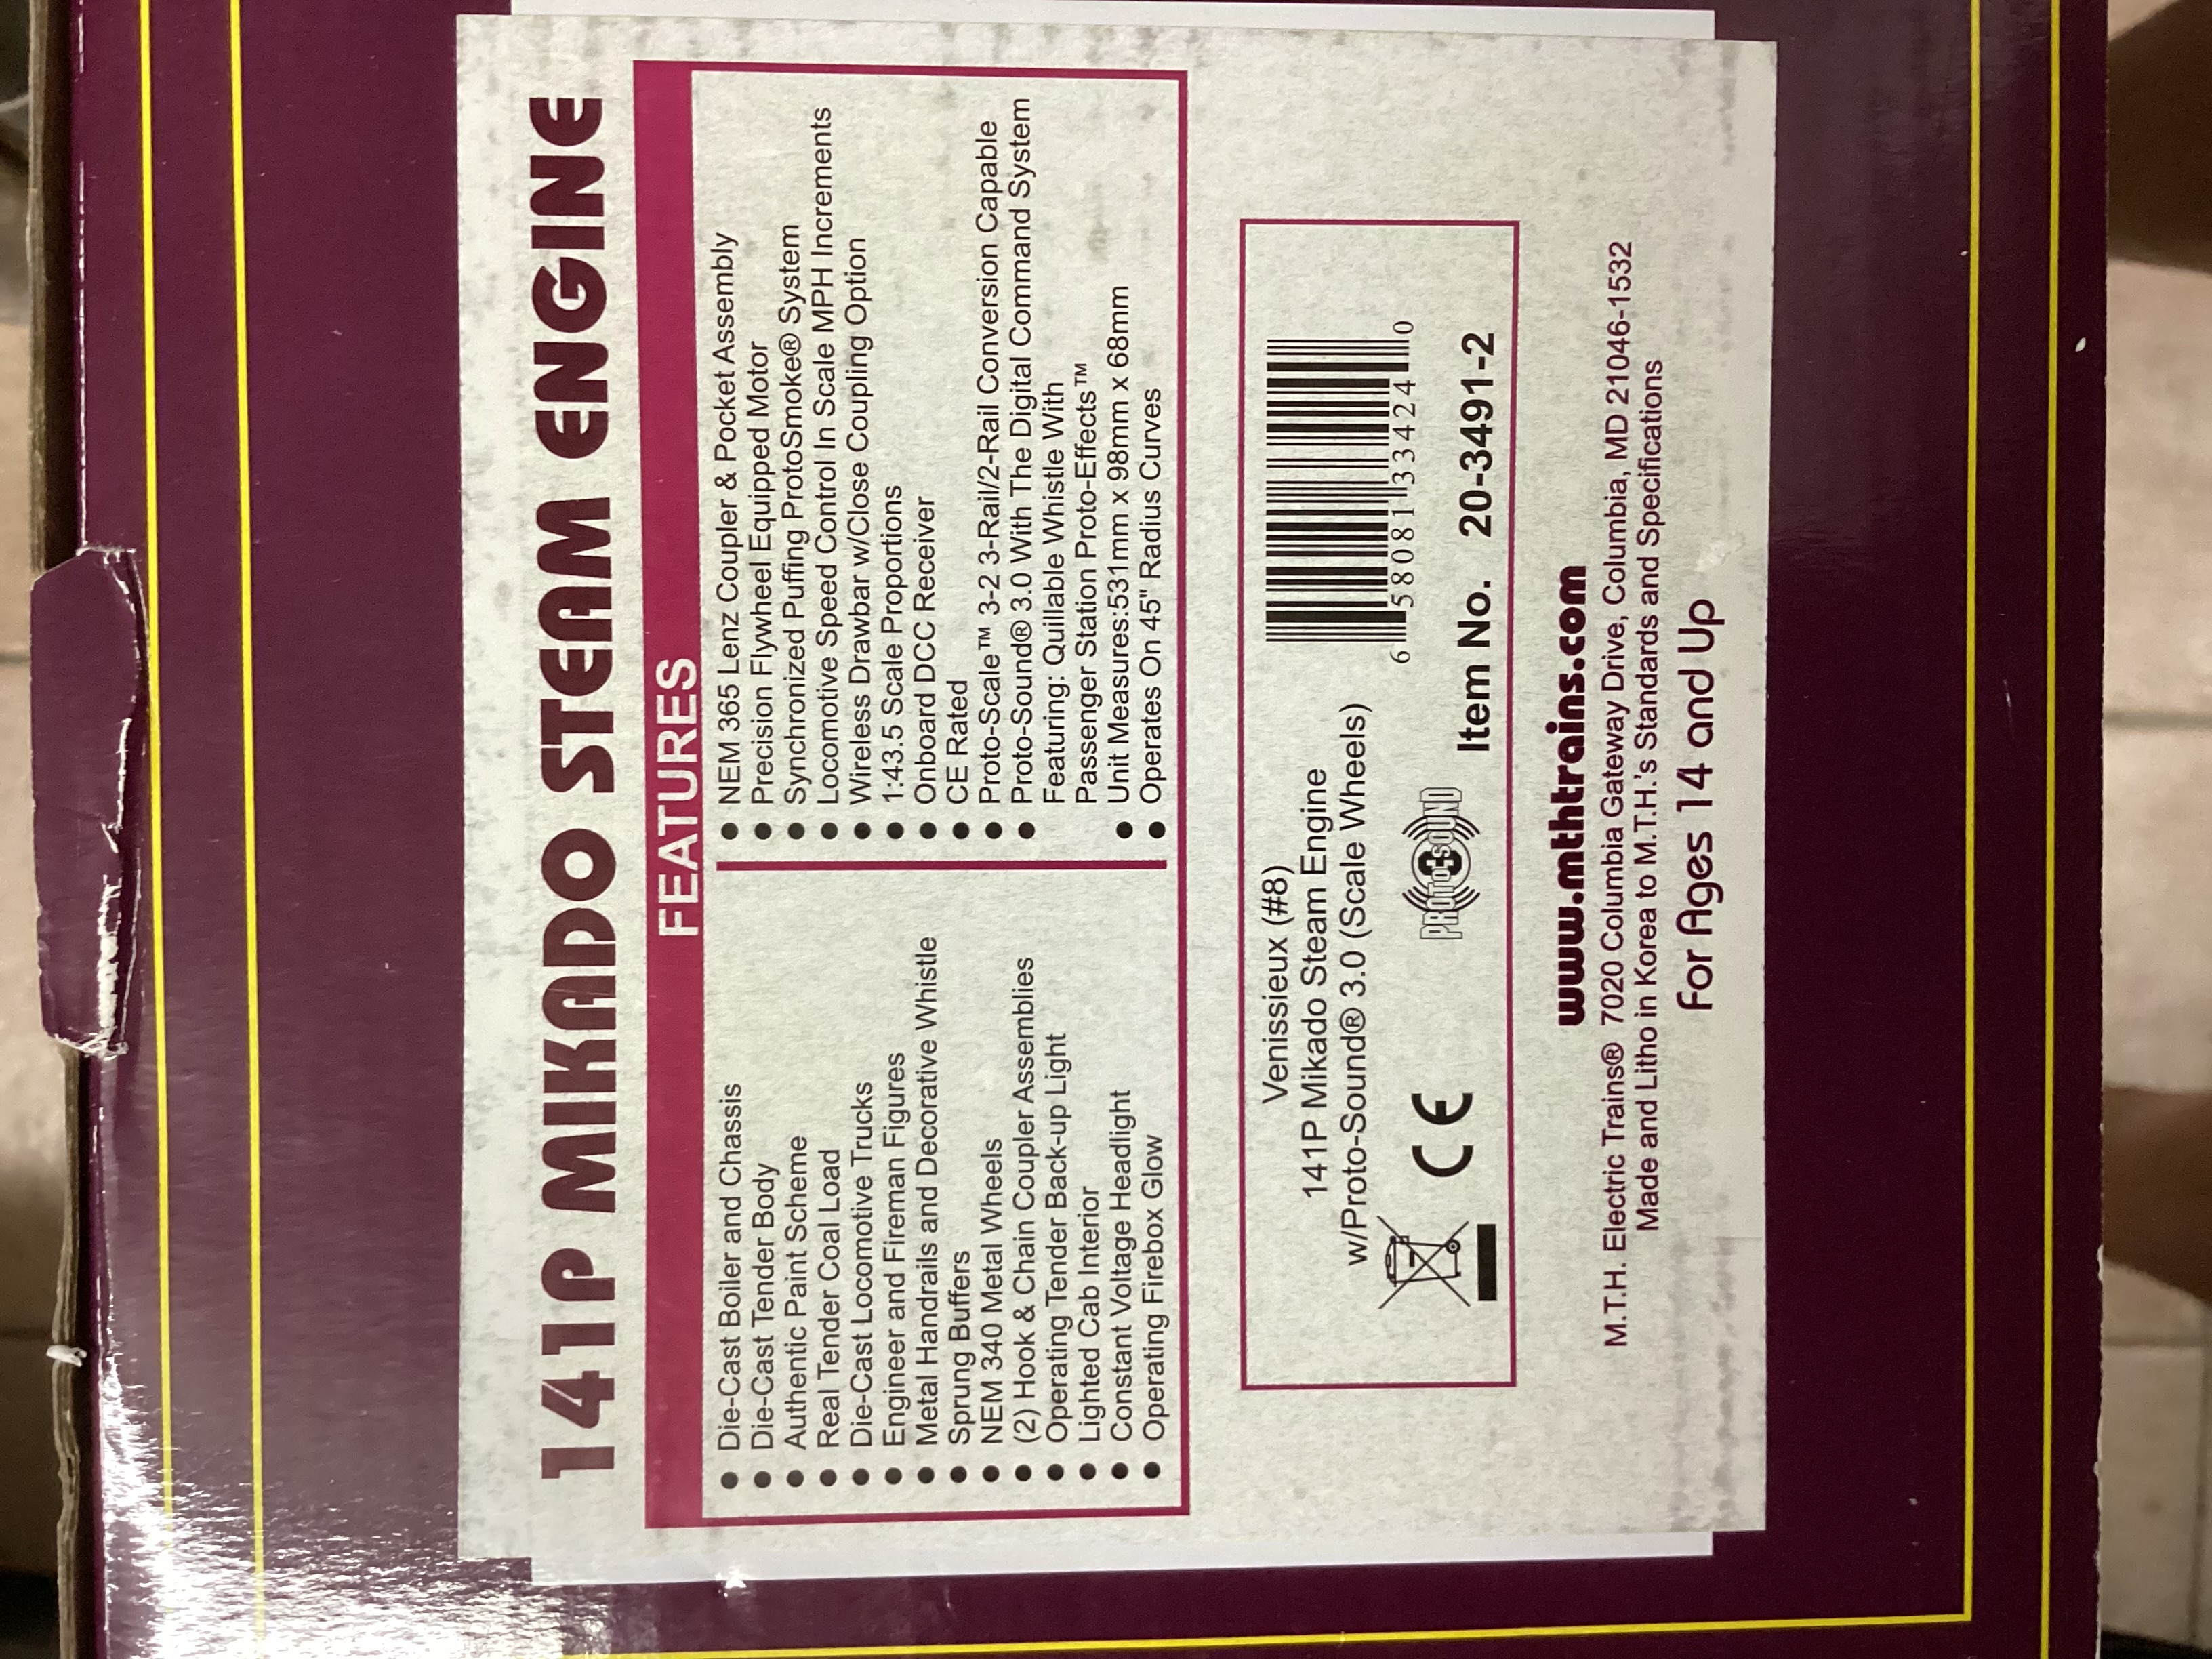 141P MIKADO STEAM ENGINE
FEATURES
● Die-Cast Boiler and Chassis
● Die-Cast Tender Body
● Authentic Paint Scheme
● Real Tender Coal Load
● Die-Cast Locomotive Trucks
● Engineer and Fireman Figures
● Metal Handrails and Decorative Whistle
● Sprung Buffers
● NEM 340 Metal Wheels
● (2) Hook & Chain Coupler Assemblies
● Operating Tender Back-up Light
● Lighted Cab Interior
● Constant Voltage Headlight
● Operating Firebox Glow
● NEM 365 Lenz Coupler & Pocket Assembly
● Precision Flywheel Equipped Motor
● Synchronized Puffing ProtoSmoke® System
● Locomotive Speed Control In Scale MPH Increments
● Wireless Drawbar w/Close Coupling Option
● 1:43.5 Scale Proportions
● Onboard DCC Receiver
● CE Rated
● Proto-Scale™ 3-2 3-Rail/2-Rail Conversion Capable
● Proto-Sound® 3.0 With The Digital Command System
Featuring: Quillable Whistle With
Passenger Station Proto-Effects™
● Unit Measures:531mm x 98mm x 68mm
● Operates On 45" Radius Curves
Venissieux (#8)
141P Mikado Steam Engine
w/Proto-Sound® 3.0 (Scale Wheels)
CE
PROTO 3 SOUND
6 58081 33424 0
Item No. 20-3491-2
www.mthtrains.com
M.T.H. Electric Trains® 7020 Columbia Gateway Drive, Columbia, MD 21046-1532
Made and Litho in Korea to M.T.H.'s Standards and Specifications
For Ages 14 and Up